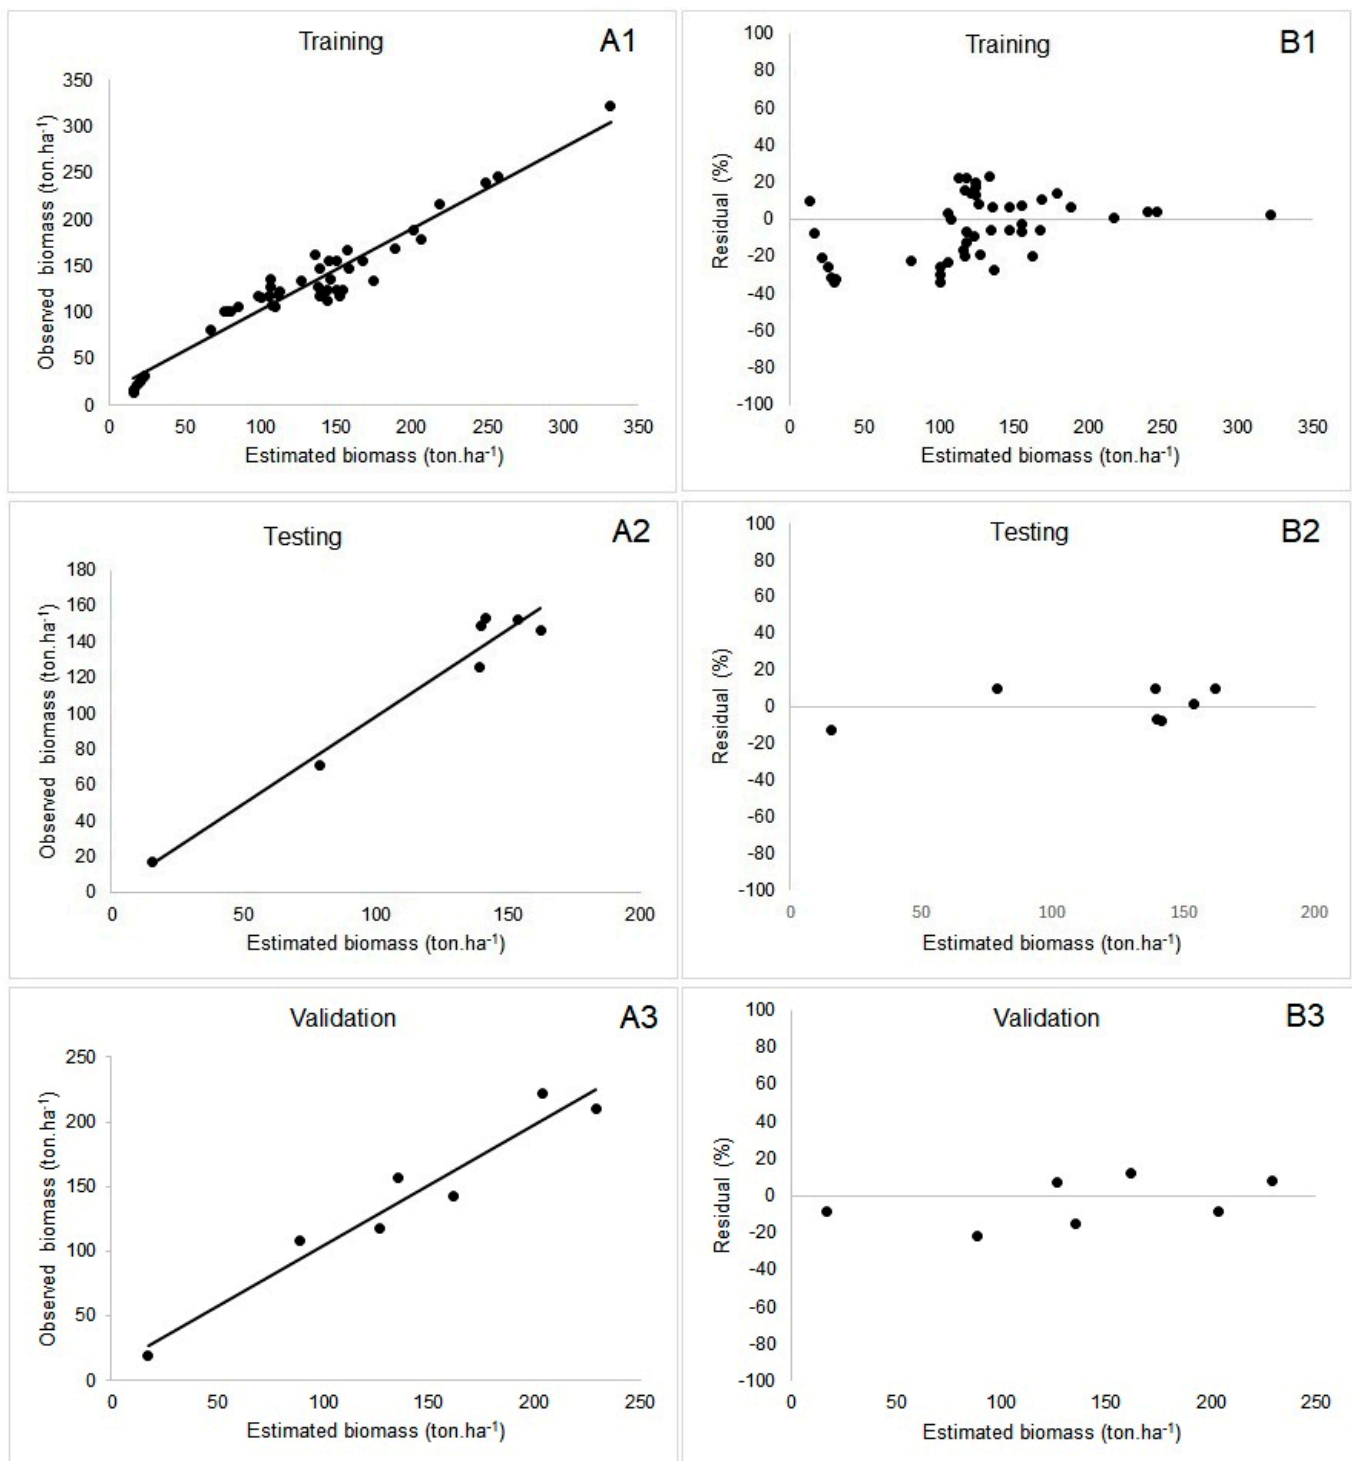 Training A1
350
300
250
200
150
100
50
0
0 50 100 150 200 250 300 350
Observed biomass (ton.ha-1)
Estimated biomass (ton.ha-1)
Training B1
100
80
60
40
20
0
-20
-40
-60
-80
-100
0 50 100 150 200 250 300 350
Residual (%)
Estimated biomass (ton.ha-1)
Testing A2
180
160
140
120
100
80
60
40
20
0
0 50 100 150 200
Observed biomass (ton.ha-1)
Estimated biomass (ton.ha-1)
Testing B2
100
80
60
40
20
0
-20
-40
-60
-80
-100
0 50 100 150 200
Residual (%)
Estimated biomass (ton.ha-1)
Validation A3
250
200
150
100
50
0
0 50 100 150 200 250
Observed biomass (ton.ha-1)
Estimated biomass (ton.ha-1)
Validation B3
100
80
60
40
20
0
-20
-40
-60
-80
-100
0 50 100 150 200 250
Residual (%)
Estimated biomass (ton.ha-1)